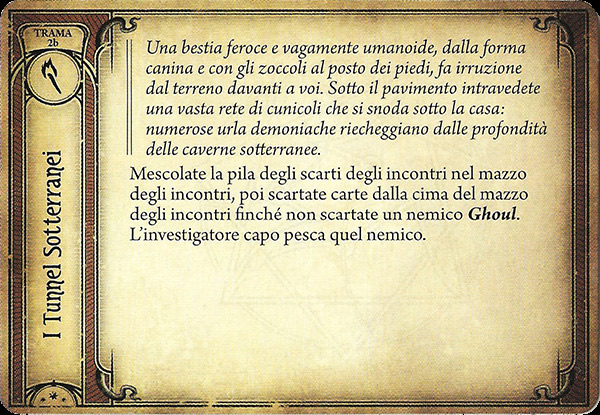 TRAMA
2b
I Tunnel Sotterranei
Una bestia feroce e vagamente umanoide, dalla forma
canina e con gli zoccoli al posto dei piedi, fa irruzione
dal terreno davanti a voi. Sotto il pavimento intravedete
una vasta rete di cunicoli che si snoda sotto la casa:
numerose urla demoniache riecheggiano dalle profondità
delle caverne sotterranee.
Mescolate la pila degli scarti degli incontri nel mazzo
degli incontri, poi scartate carte dalla cima del mazzo
degli incontri finché non scartate un nemico Ghoul.
L'investigatore capo pesca quel nemico.